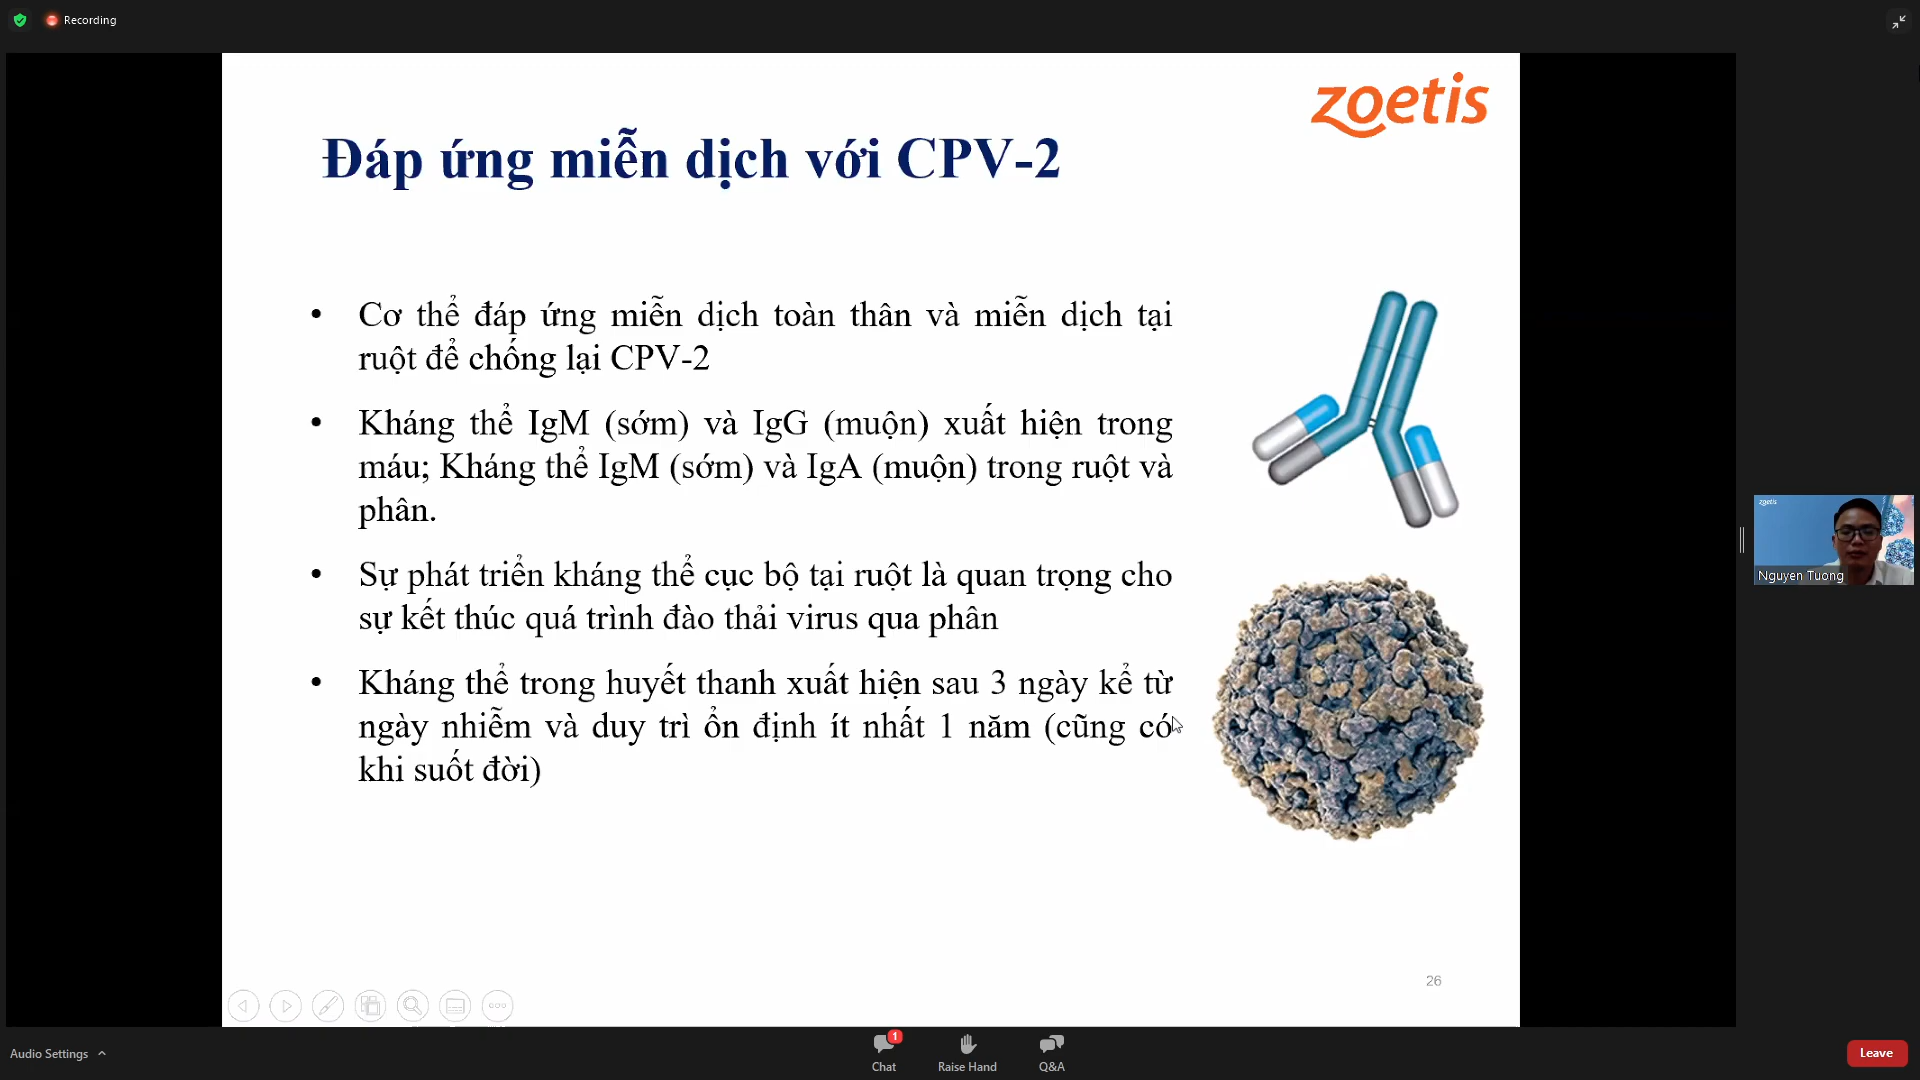 Recording
zoetis
Đáp ứng miễn dịch với CPV-2
• Cơ thể đáp ứng miễn dịch toàn thân và miễn dịch tại
ruột để chống lại CPV-2
• Kháng thể IgM (sớm) và IgG (muộn) xuất hiện trong
máu; Kháng thể IgM (sớm) và IgA (muộn) trong ruột và
phân.
• Sự phát triển kháng thể cục bộ tại ruột là quan trọng cho
sự kết thúc quá trình đào thải virus qua phân
• Kháng thể trong huyết thanh xuất hiện sau 3 ngày kể từ
ngày nhiễm và duy trì ổn định ít nhất 1 năm (cũng có
khi suốt đời)
zoetis
Nguyen Tuong
26
Audio Settings
1
Chat
Raise Hand
Q&A
Leave